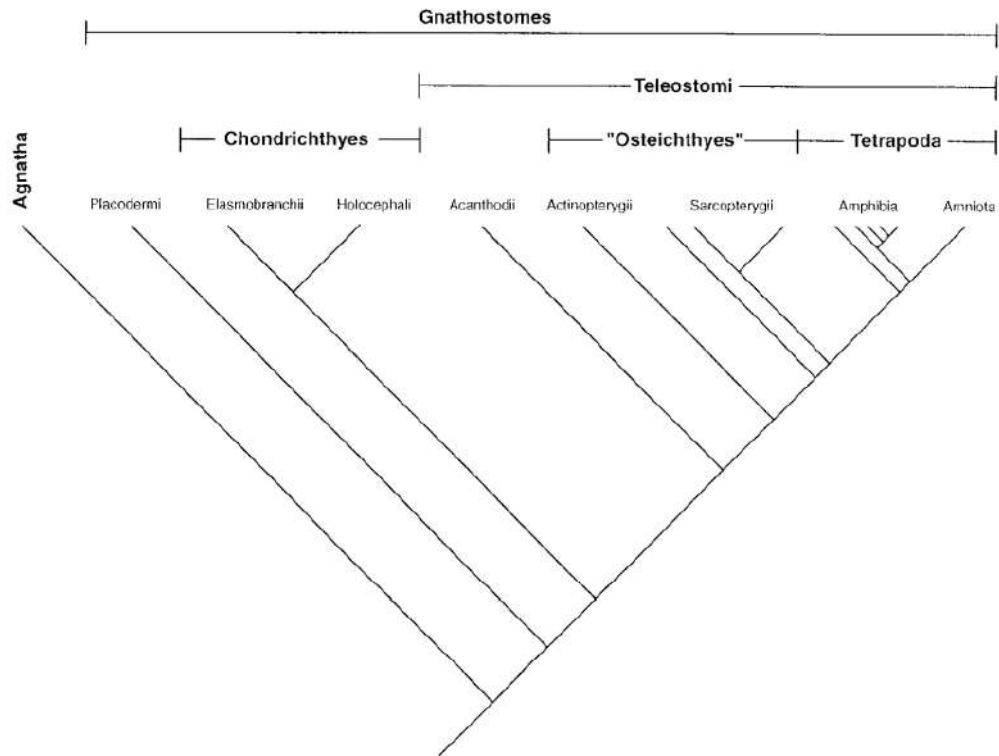 Gnathostomes
Teleostomi
Chondrichthyes
"Osteichthyes"
Tetrapoda
Agnatha
Placodermi
Elasmobranchii
Holocephali
Acanthodii
Actinopterygii
Sarcopterygii
Amphibia
Amniota